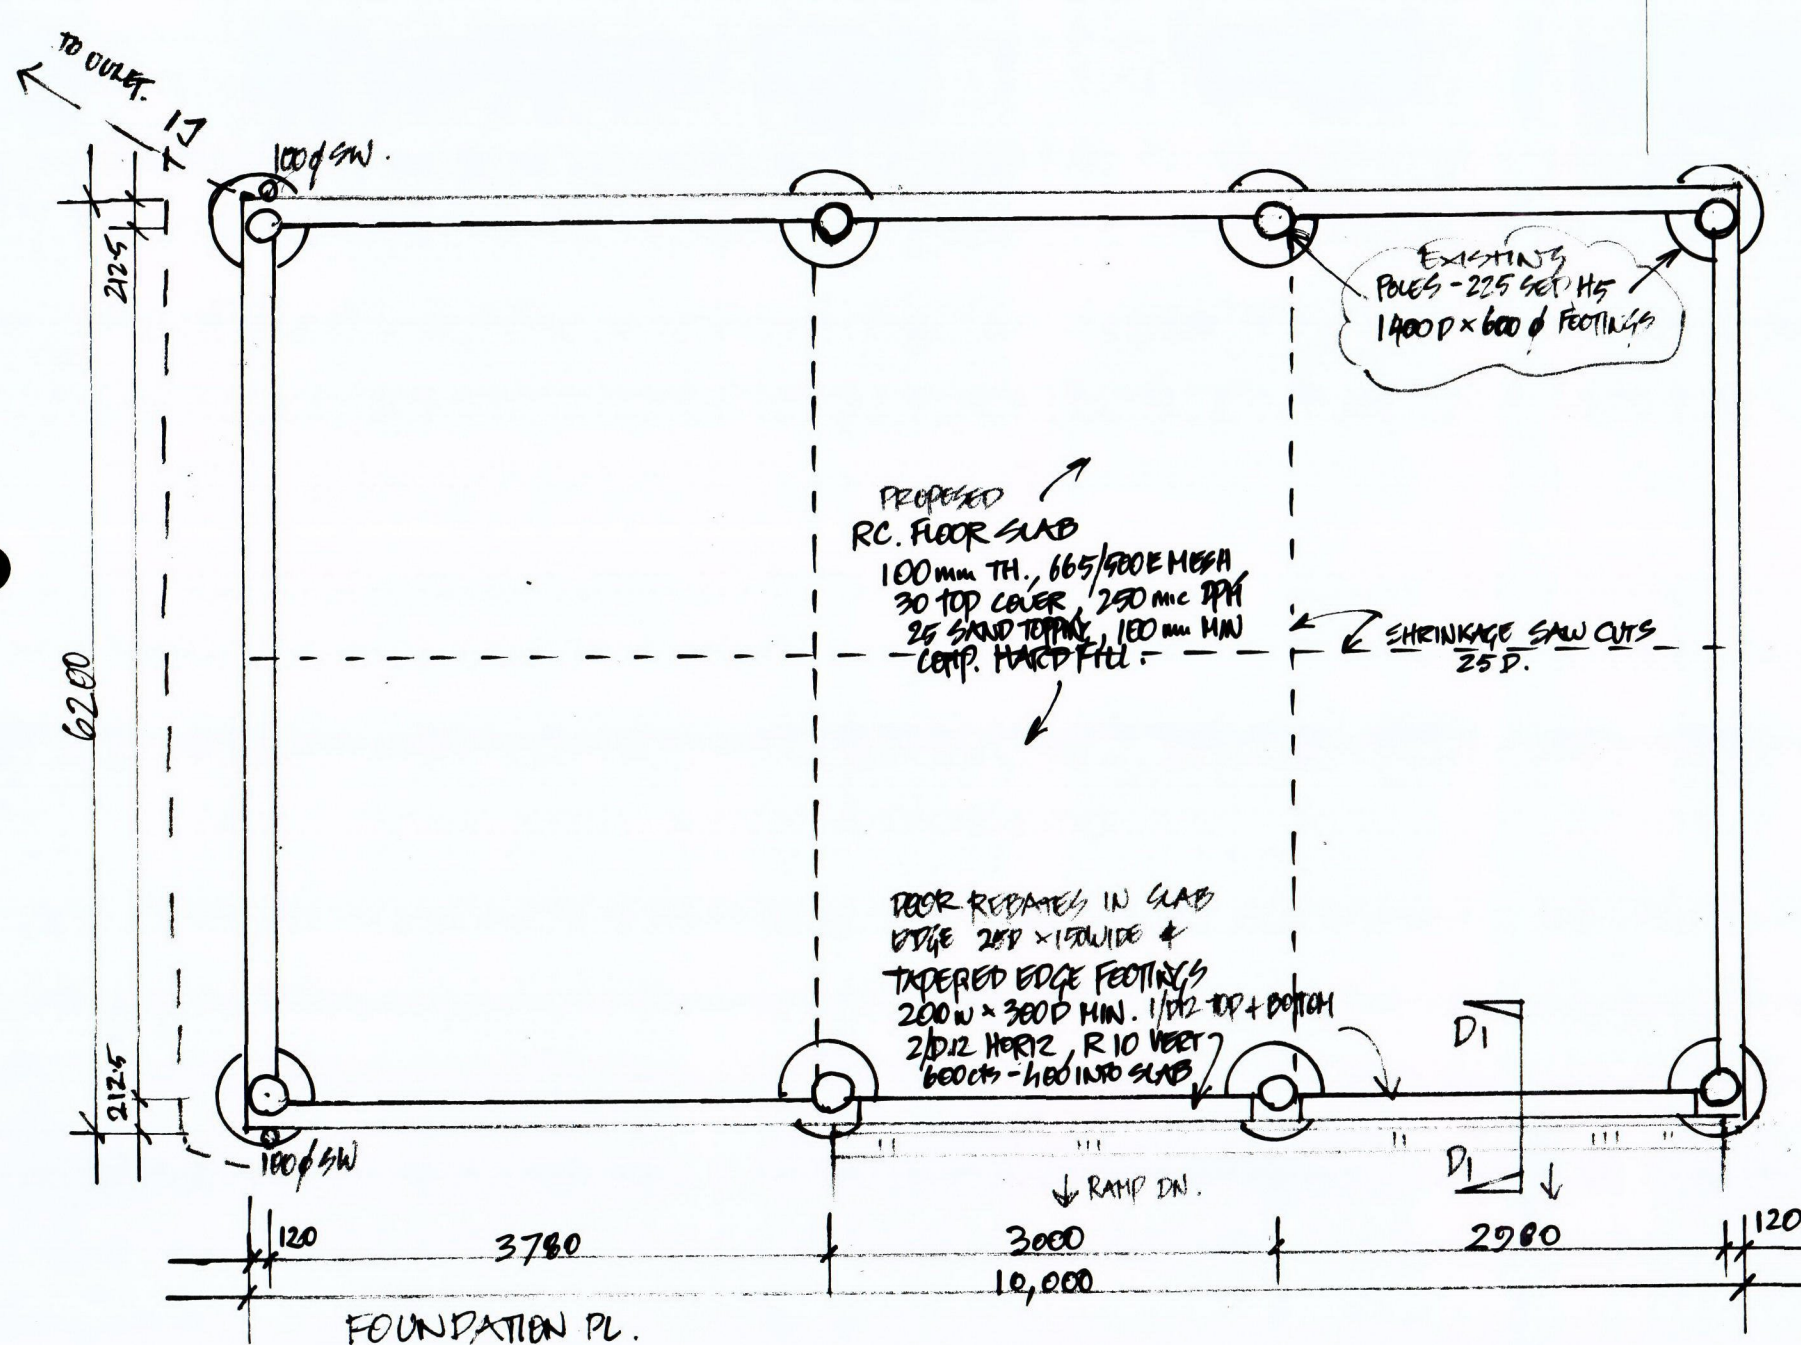 TO OUTLET.
IJ
100ϕ SW.
212.5
6200
212.5
EXISTING
POLES - 225 SED H5
1400 D × 600 ϕ FOOTINGS
PROPOSED
RC. FLOOR SLAB
100 mm TH., 665/500E MESH,
30 TOP COVER, 250 mic DPM
25 SAND TOPPING, 100 mm MIN
COMP. HARD FILL.
SHRINKAGE SAW CUTS
25 D.
DOOR REBATES IN SLAB
EDGE 25D × 150 WIDE &
TAPERED EDGE FOOTINGS
200 W × 300 D MIN. 1/D12 TOP + BOTTOM
2/D12 HORIZ, R10 VERT
600 crs - 400 INTO SLAB
D1
D1
100ϕ SW
RAMP DN.
120
3780
3000
2980
120
10,000
FOUNDATION PL.